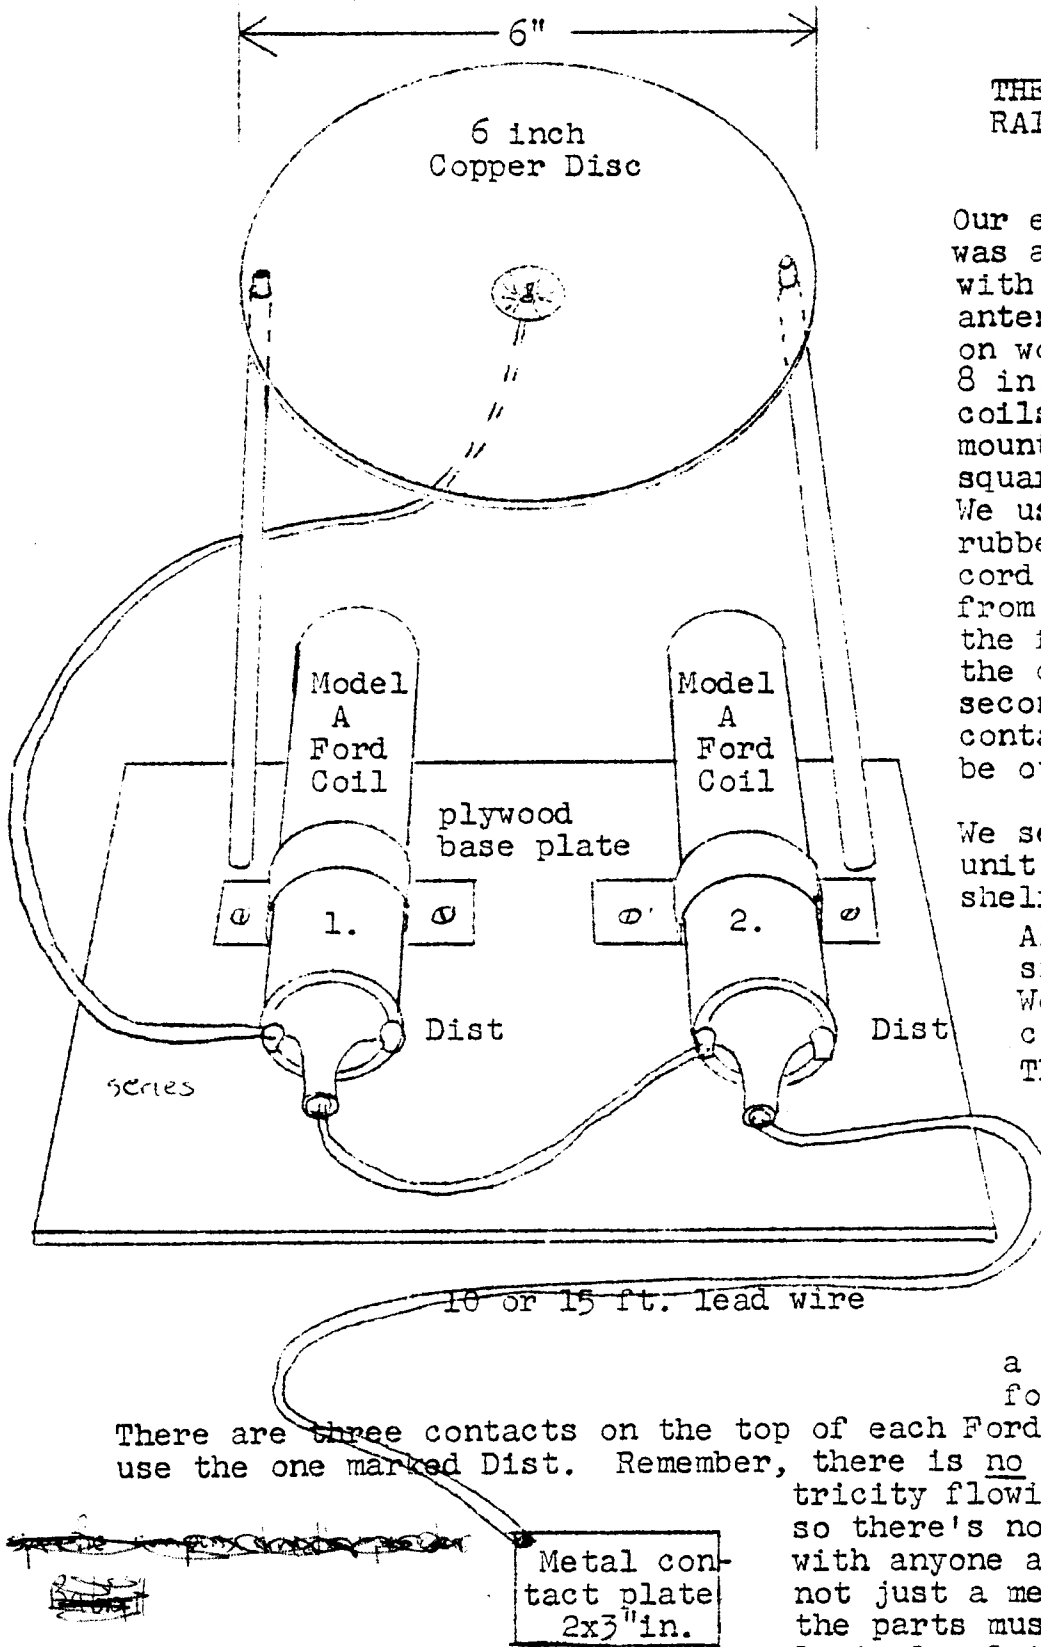 6"
6 inch
Copper Disc
THE
Our e
was a
with
on wo
8 in
coils
mount
squar
We us
rubbe
cord
from
the i
the c
secon
conta
be o
We se
unit
shel
Model
A
Ford
Coil
Model
A
Ford
Coil
plywood
base plate
1.
2.
Dist
Dist
series
10 or 15 ft. lead wire
a
fo
There are three contacts on the top of each Ford
use the one marked Dist. Remember, there is no
tricity flowi
so there's no
with anyone a
not just a me
the parts mus
Metal con-
tact plate
2x3"in.